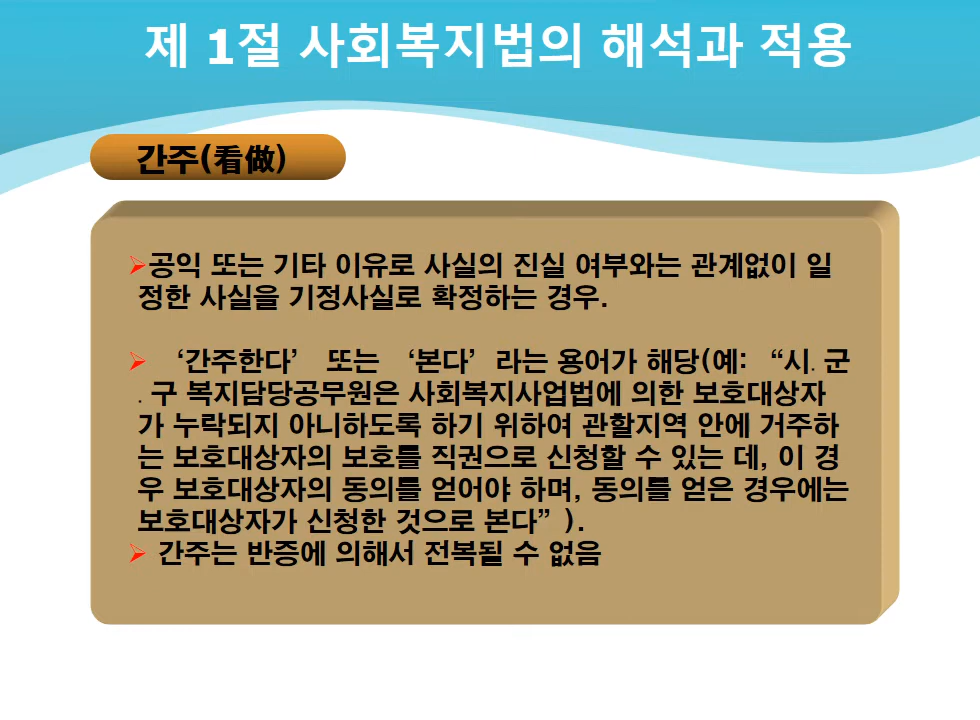 제 1절 사회복지법의 해석과 적용
간주(看做)
➢공익 또는 기타 이유로 사실의 진실 여부와는 관계없이 일
정한 사실을 기정사실로 확정하는 경우.
➢ ‘간주한다’ 또는 ‘본다’ 라는 용어가 해당(예: “시. 군
. 구 복지담당공무원은 사회복지사업법에 의한 보호대상자
가 누락되지 아니하도록 하기 위하여 관할지역 안에 거주하
는 보호대상자의 보호를 직권으로 신청할 수 있는 데, 이 경
우 보호대상자의 동의를 얻어야 하며, 동의를 얻은 경우에는
보호대상자가 신청한 것으로 본다” ).
➢ 간주는 반증에 의해서 전복될 수 없음